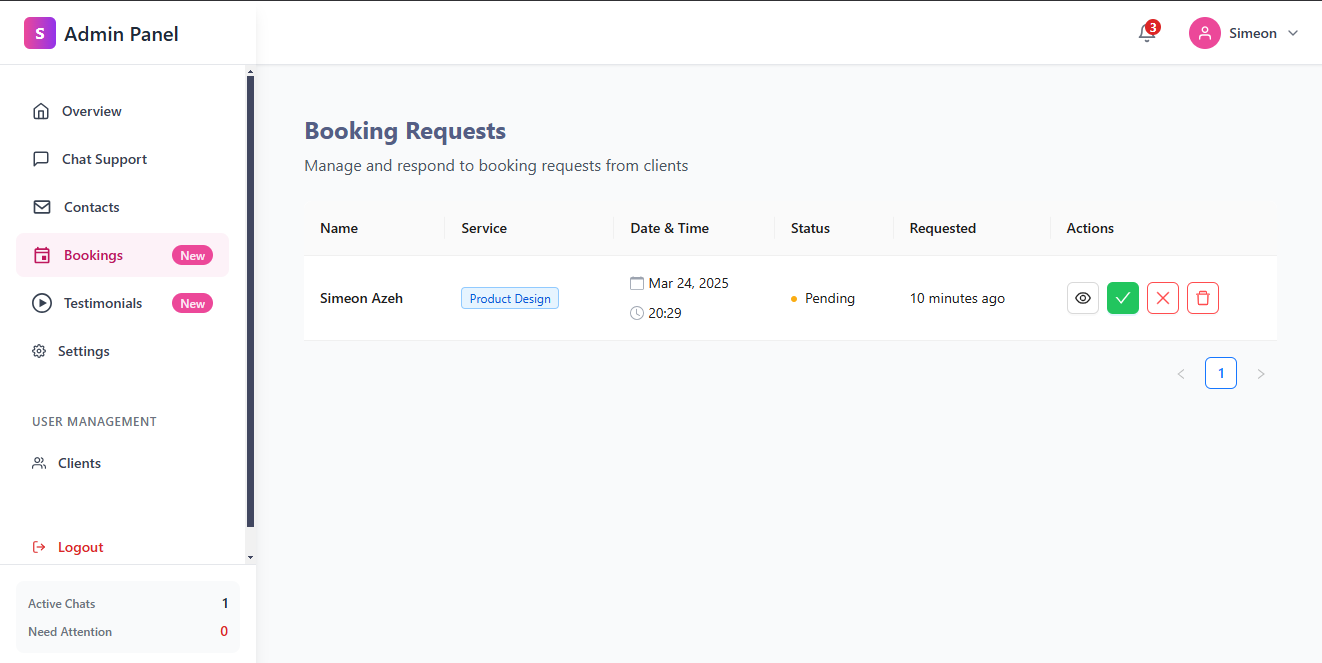 S Admin Panel
3
Simeon
Overview
Chat Support
Contacts
Bookings New
Testimonials New
Settings
USER MANAGEMENT
Clients
Logout
Active Chats 1
Need Attention 0
Booking Requests
Manage and respond to booking requests from clients
Name Service Date & Time Status Requested Actions
Simeon Azeh Product Design Mar 24, 2025 Pending 10 minutes ago
20:29
< 1 >